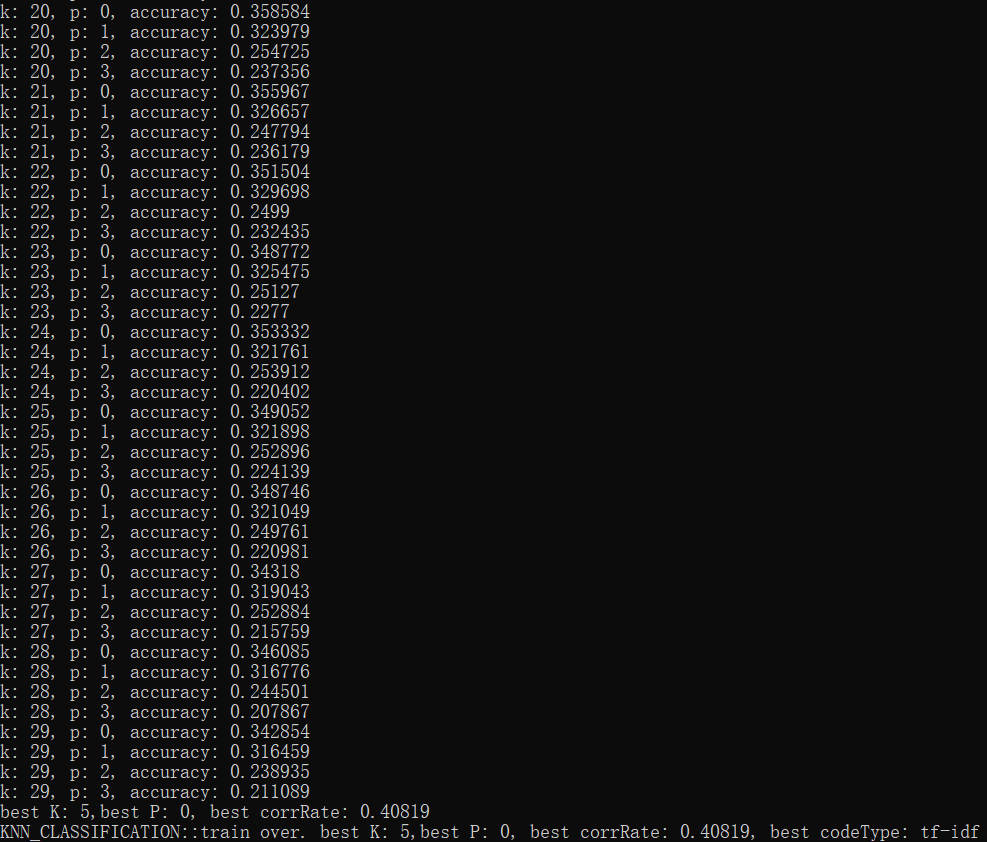 k: 20, p: 0, accuracy: 0.358584
k: 20, p: 1, accuracy: 0.323979
k: 20, p: 2, accuracy: 0.254725
k: 20, p: 3, accuracy: 0.237356
k: 21, p: 0, accuracy: 0.355967
k: 21, p: 1, accuracy: 0.326657
k: 21, p: 2, accuracy: 0.247794
k: 21, p: 3, accuracy: 0.236179
k: 22, p: 0, accuracy: 0.351504
k: 22, p: 1, accuracy: 0.329698
k: 22, p: 2, accuracy: 0.2499
k: 22, p: 3, accuracy: 0.232435
k: 23, p: 0, accuracy: 0.348772
k: 23, p: 1, accuracy: 0.325475
k: 23, p: 2, accuracy: 0.25127
k: 23, p: 3, accuracy: 0.2277
k: 24, p: 0, accuracy: 0.353332
k: 24, p: 1, accuracy: 0.321761
k: 24, p: 2, accuracy: 0.253912
k: 24, p: 3, accuracy: 0.220402
k: 25, p: 0, accuracy: 0.349052
k: 25, p: 1, accuracy: 0.321898
k: 25, p: 2, accuracy: 0.252896
k: 25, p: 3, accuracy: 0.224139
k: 26, p: 0, accuracy: 0.348746
k: 26, p: 1, accuracy: 0.321049
k: 26, p: 2, accuracy: 0.249761
k: 26, p: 3, accuracy: 0.220981
k: 27, p: 0, accuracy: 0.34318
k: 27, p: 1, accuracy: 0.319043
k: 27, p: 2, accuracy: 0.252884
k: 27, p: 3, accuracy: 0.215759
k: 28, p: 0, accuracy: 0.346085
k: 28, p: 1, accuracy: 0.316776
k: 28, p: 2, accuracy: 0.244501
k: 28, p: 3, accuracy: 0.207867
k: 29, p: 0, accuracy: 0.342854
k: 29, p: 1, accuracy: 0.316459
k: 29, p: 2, accuracy: 0.238935
k: 29, p: 3, accuracy: 0.211089
best K: 5,best P: 0, best corrRate: 0.40819
KNN_CLASSIFICATION::train over. best K: 5,best P: 0, best corrRate: 0.40819, best codeType: tf-idf